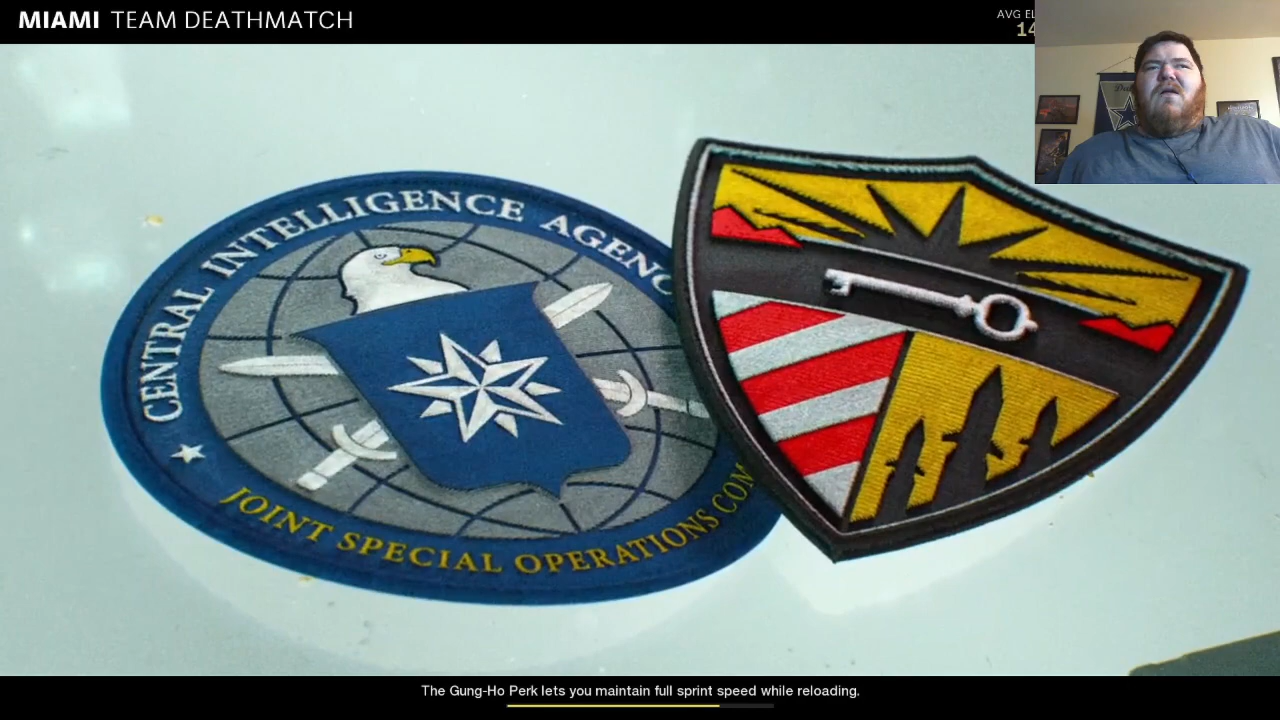 MIAMI TEAM DEATHMATCH
AVG
14
CENTRAL INTELLIGENCE AGENC
JOINT SPECIAL OPERATIONS COM
The Gung-Ho Perk lets you maintain full sprint speed while reloading.